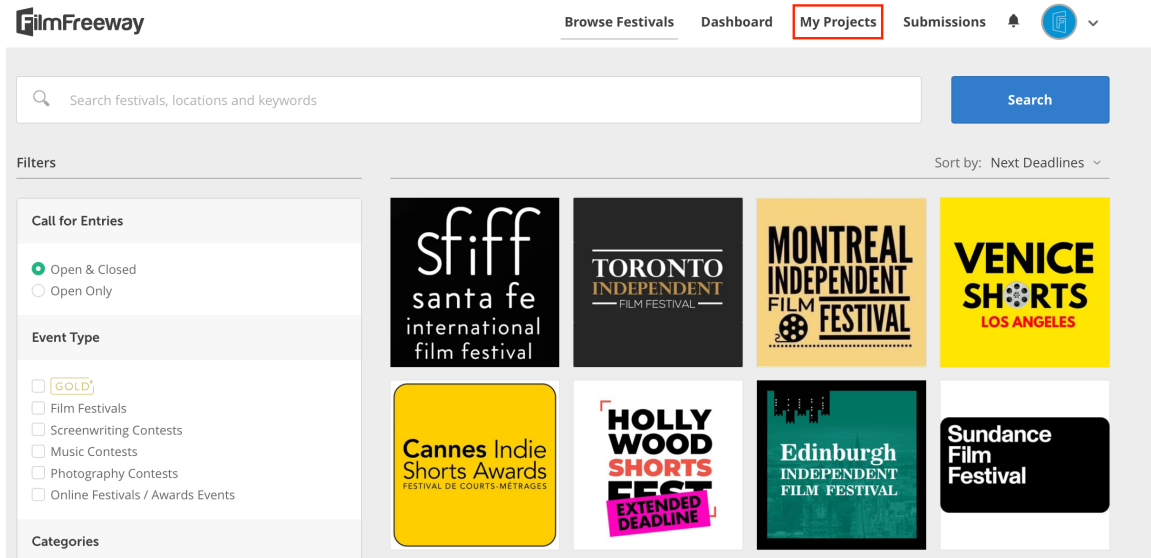 FilmFreeway
Browse Festivals Dashboard My Projects Submissions
Search festivals, locations and keywords
Search
Filters
Sort by: Next Deadlines
Call for Entries
Open & Closed
Open Only
Event Type
GOLD
Film Festivals
Screenwriting Contests
Music Contests
Photography Contests
Online Festivals / Awards Events
Categories
sfiff
santa fe
international
film festival
TORONTO
INDEPENDENT
FILM FESTIVAL
MONTREAL
INDEPENDENT
FILM
FESTIVAL
VENICE
SHORTS
LOS ANGELES
Cannes Indie
Shorts Awards
FESTIVAL DE COURTS-MÉTRAGES
HOLLY
WOOD
SHORTS
FEST
EXTENDED
DEADLINE
Edinburgh
INDEPENDENT
FILM FESTIVAL
Sundance
Film
Festival